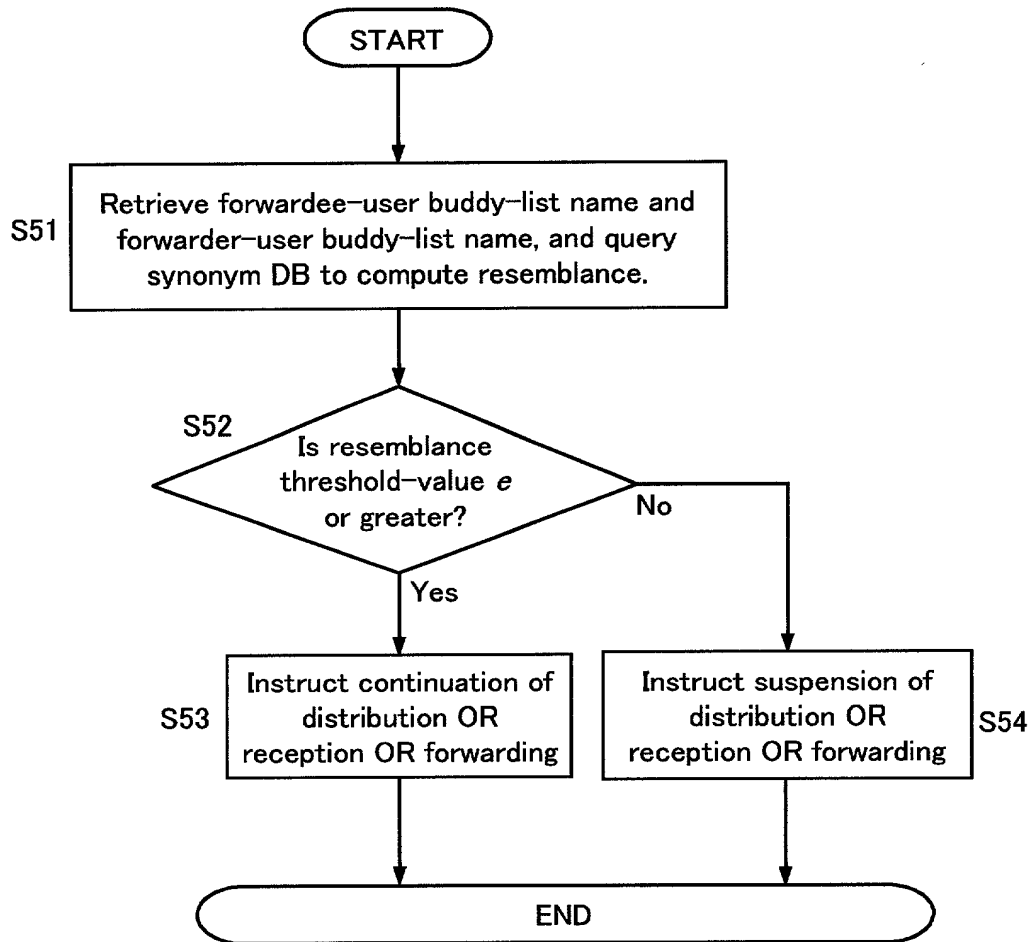 START
S51
Retrieve forwardee-user buddy-list name and
forwarder-user buddy-list name, and query
synonym DB to compute resemblance.
S52
Is resemblance
threshold-value e
or greater?
No
Yes
S53
Instruct continuation of
distribution OR
reception OR forwarding
Instruct suspension of
distribution OR
reception OR forwarding
S54
END